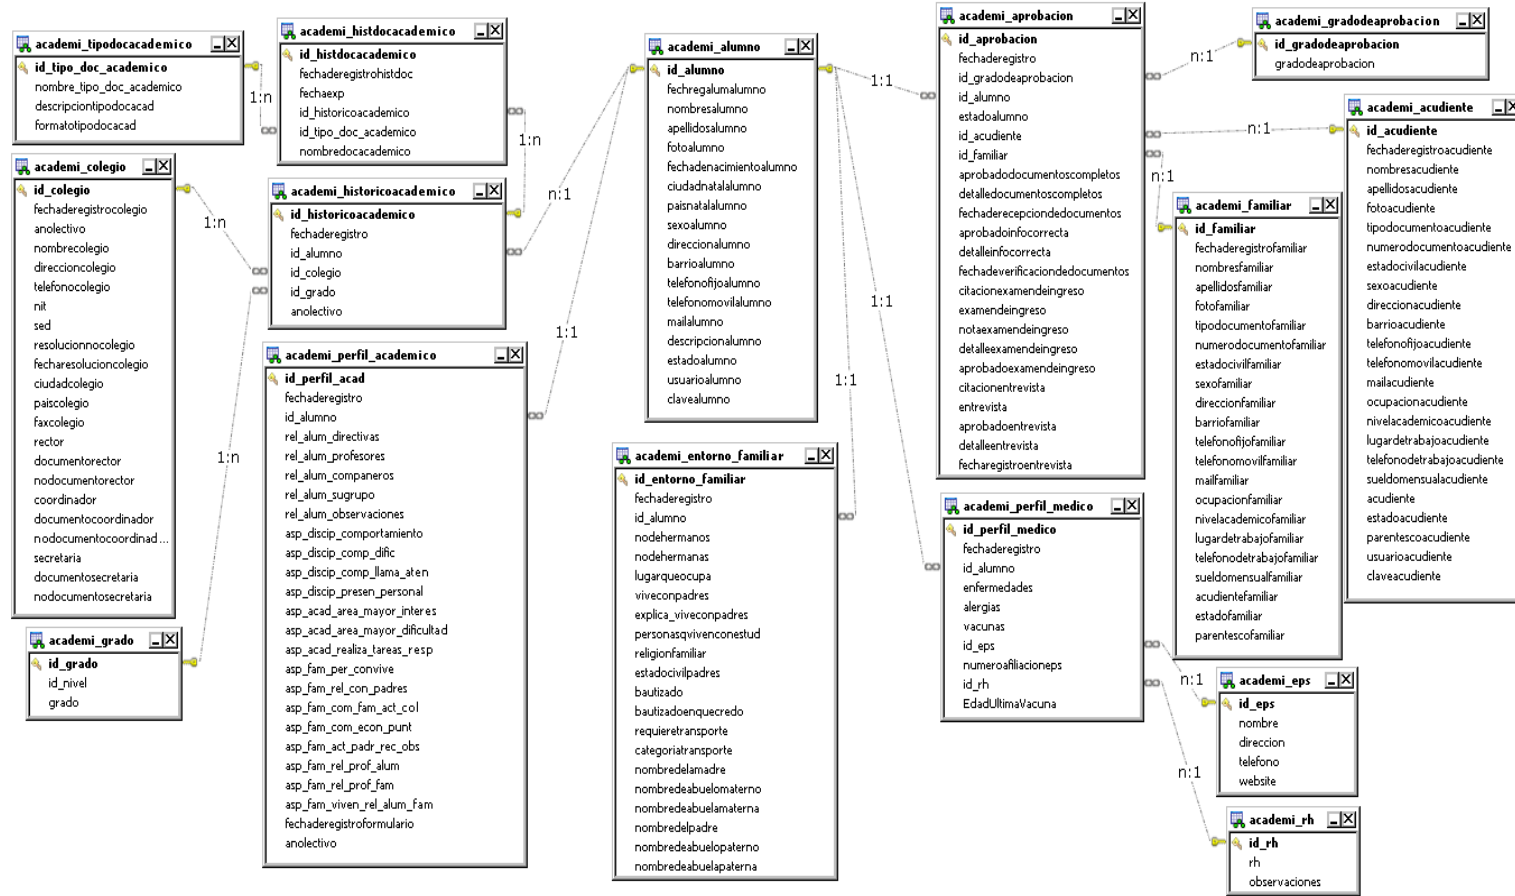 academi_tipodocacademico
id_tipo_doc_academico
nombre_tipo_doc_academico
descripciontipodocacad
formatotipodocacad
1:n
academi_histdocacademico
id_histdocacademico
fechaderegistrohistdoc
fechaexp
id_historicoacademico
id_tipo_doc_academico
nombredocacademico
1:n
academi_colegio
id_colegio
fechaderegistrocolegio
anolectivo
nombrecolegio
direccioncolegio
telefonocolegio
nit
sed
resolucionnocolegio
fecharesolucioncolegio
ciudadcolegio
paiscolegio
faxcolegio
rector
documentorector
nodocumentorector
coordinador
documentocoordinador
nodocumentocoordinad...
secretaria
documentosecretaria
nodocumentosecretaria
1:n
academi_historicoacademico
id_historicoacademico
fechaderegistro
id_alumno
id_colegio
id_grado
anolectivo
n:1
1:n
academi_grado
id_grado
id_nivel
grado
academi_perfil_academico
id_perfil_acad
fechaderegistro
id_alumno
rel_alum_directivas
rel_alum_profesores
rel_alum_companeros
rel_alum_sugrupo
rel_alum_observaciones
asp_discip_comportamiento
asp_discip_comp_dific
asp_discip_comp_llama_aten
asp_discip_presen_personal
asp_acad_area_mayor_interes
asp_acad_area_mayor_dificultad
asp_acad_realiza_tareas_resp
asp_fam_per_convive
asp_fam_rel_con_padres
asp_fam_com_fam_act_col
asp_fam_com_econ_punt
asp_fam_act_padr_rec_obs
asp_fam_rel_prof_alum
asp_fam_rel_prof_fam
asp_fam_viven_rel_alum_fam
fechaderegistroformulario
anolectivo
1:1
academi_alumno
id_alumno
fechregalumalumno
nombresalumno
apellidosalumno
fotoalumno
fechadenacimientoalumno
ciudadnatalalumno
paisnatalalumno
sexoalumno
direccionalumno
barrioalumno
telefonofijoalumno
telefonomovilalumno
mailalumno
descripcionalumno
estadoalumno
usuarioalumno
clavealumno
1:1
1:1
1:1
academi_entorno_familiar
id_entorno_familiar
fechaderegistro
id_alumno
nodehermanos
nodehermanas
lugarqueocupa
viveconpadres
explica_viveconpadres
personasqvivenconestud
religionfamiliar
estadocivilpadres
bautizado
bautizadoenquecredo
requieretransporte
categoriatransporte
nombredelamadre
nombredeabuelomaterno
nombredeabuelamaterna
nombredelpadre
nombredeabuelopaterno
nombredeabuelapaterna
academi_aprobacion
id_aprobacion
fechaderegistro
id_gradodeaprobacion
id_alumno
estadoalumno
id_acudiente
id_familiar
aprobadodocumentoscompletos
detalledocumentoscompletos
fechaderecepciondedocumentos
aprobadoinfocorrecta
detalleinfocorrecta
fechadeverificaciondedocumentos
citacionexamendeingreso
examendeingreso
notaexamendeingreso
detalleexamendeingreso
aprobadoexamendeingreso
citacionentrevista
entrevista
aprobadoentrevista
detalleentrevista
fecharegistroentrevista
n:1
n:1
n:1
academi_gradodeaprobacion
id_gradodeaprobacion
gradodeaprobacion
academi_acudiente
id_acudiente
fechaderegistroacudiente
nombresacudiente
apellidosacudiente
fotoacudiente
tipodocumentoacudiente
numerodocumentoacudiente
estadocivilacudiente
sexoacudiente
direccionacudiente
barrioacudiente
telefonofijoacudiente
telefonomovilacudiente
mailacudiente
ocupacionacudiente
nivelacademicoacudiente
lugardetrabajoacudiente
telefonodetrabajoacudiente
sueldomensualacudiente
acudiente
estadoacudiente
parentescoacudiente
usuarioacudiente
claveacudiente
academi_familiar
id_familiar
fechaderegistrofamiliar
nombresfamiliar
apellidosfamiliar
fotofamiliar
tipodocumentofamiliar
numerodocumentofamiliar
estadocivilfamiliar
sexofamiliar
direccionfamiliar
barriofamiliar
telefonofijofamiliar
telefonomovilfamiliar
mailfamiliar
ocupacionfamiliar
nivelacademicofamiliar
lugardetrabajofamiliar
telefonodetrabajofamiliar
sueldomensualfamiliar
acudientefamiliar
estadofamiliar
parentescofamiliar
academi_perfil_medico
id_perfil_medico
fechaderegistro
id_alumno
enfermedades
alergias
vacunas
id_eps
numeroafiliacioneps
id_rh
EdadUltimaVacuna
n:1
n:1
academi_eps
id_eps
nombre
direccion
telefono
website
academi_rh
id_rh
rh
observaciones